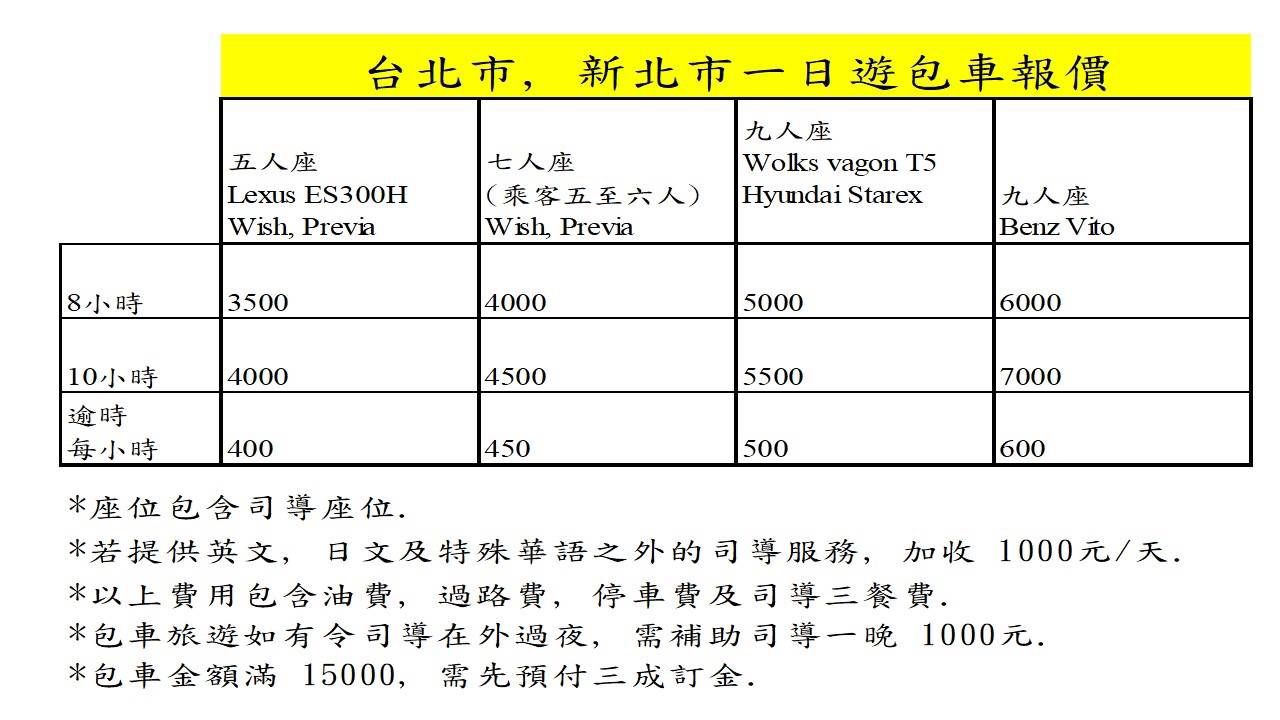 台北市, 新北市一日遊包車報價
五人座
Lexus ES300H
Wish, Previa
七人座
(乘客五至六人)
Wish, Previa
九人座
Wolks vagon T5
Hyundai Starex
九人座
Benz Vito
8小時 3500 4000 5000 6000
10小時 4000 4500 5500 7000
逾時
每小時 400 450 500 600
*座位包含司導座位.
*若提供英文, 日文及特殊華語之外的司導服務, 加收 1000元/天.
*以上費用包含油費, 過路費, 停車費及司導三餐費.
*包車旅遊如有令司導在外過夜, 需補助司導一晚 1000元.
*包車金額滿 15000, 需先預付三成訂金.